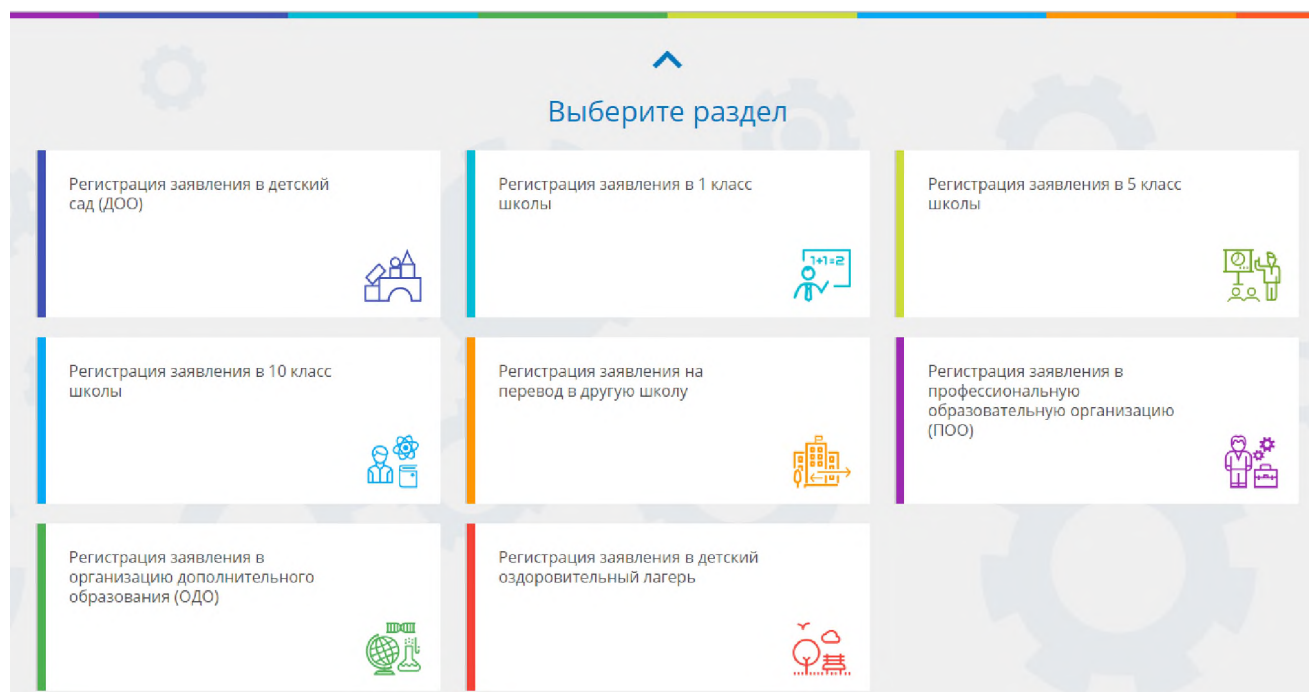 Выберите раздел
Регистрация заявления в детский
сад (ДОО)
Регистрация заявления в 1 класс
школы
1+1=2
Регистрация заявления в 5 класс
школы
Регистрация заявления в 10 класс
школы
Регистрация заявления на
перевод в другую школу
Регистрация заявления в
профессиональную
образовательную организацию
(ПОО)
Регистрация заявления в
организацию дополнительного
образования (ОДО)
Регистрация заявления в детский
оздоровительный лагерь